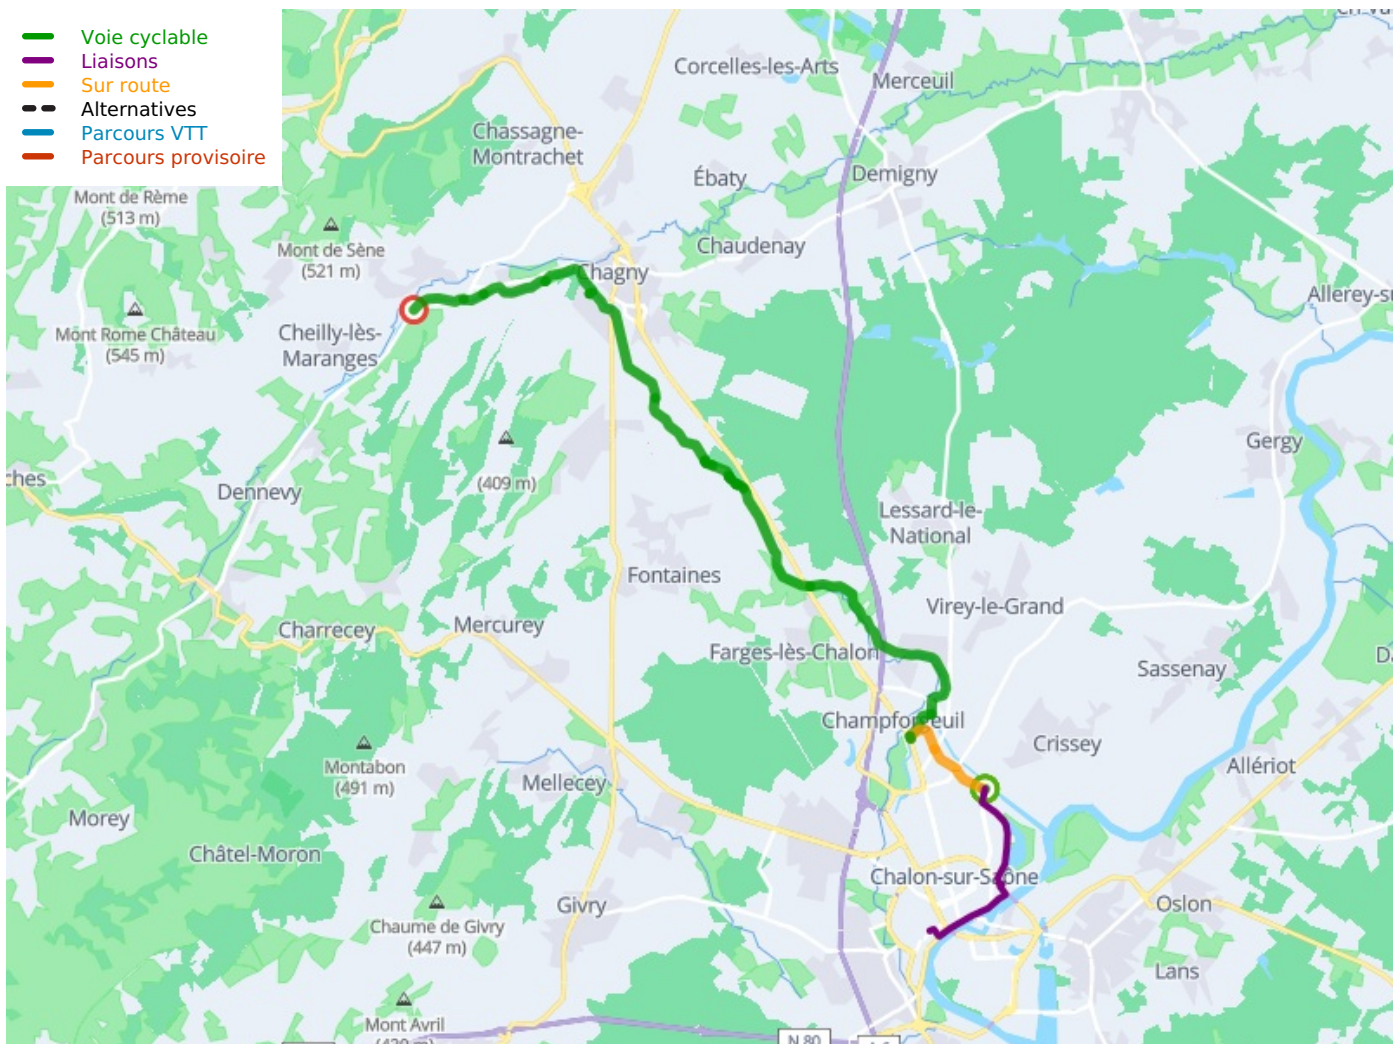 Voie cyclable
Liaisons
Sur route
Alternatives
Parcours VTT
Parcours provisoire
Corcelles-les-Arts
Merceuil
Chassagne-
Montrachet
Ébaty
Demigny
Mont de Rème
(513 m)
Mont de Sène
(521 m)
Chaudenay
Chagny
Allerey-su
Mont Rome Château
(545 m)
Cheilly-lès-
Maranges
Gergy
ches
Dennevy
(409 m)
Lessard-le-
National
Fontaines
Virey-le-Grand
Charrecey
Mercurey
Farges-lès-Chalon
Sassenay
Da
Champforgeuil
Crissey
Montabon
(491 m)
Mellecey
Allériot
Morey
Châtel-Moron
Chalon-sur-Saône
Givry
Oslon
Chaume de Givry
(447 m)
Lans
Mont Avril
N 80